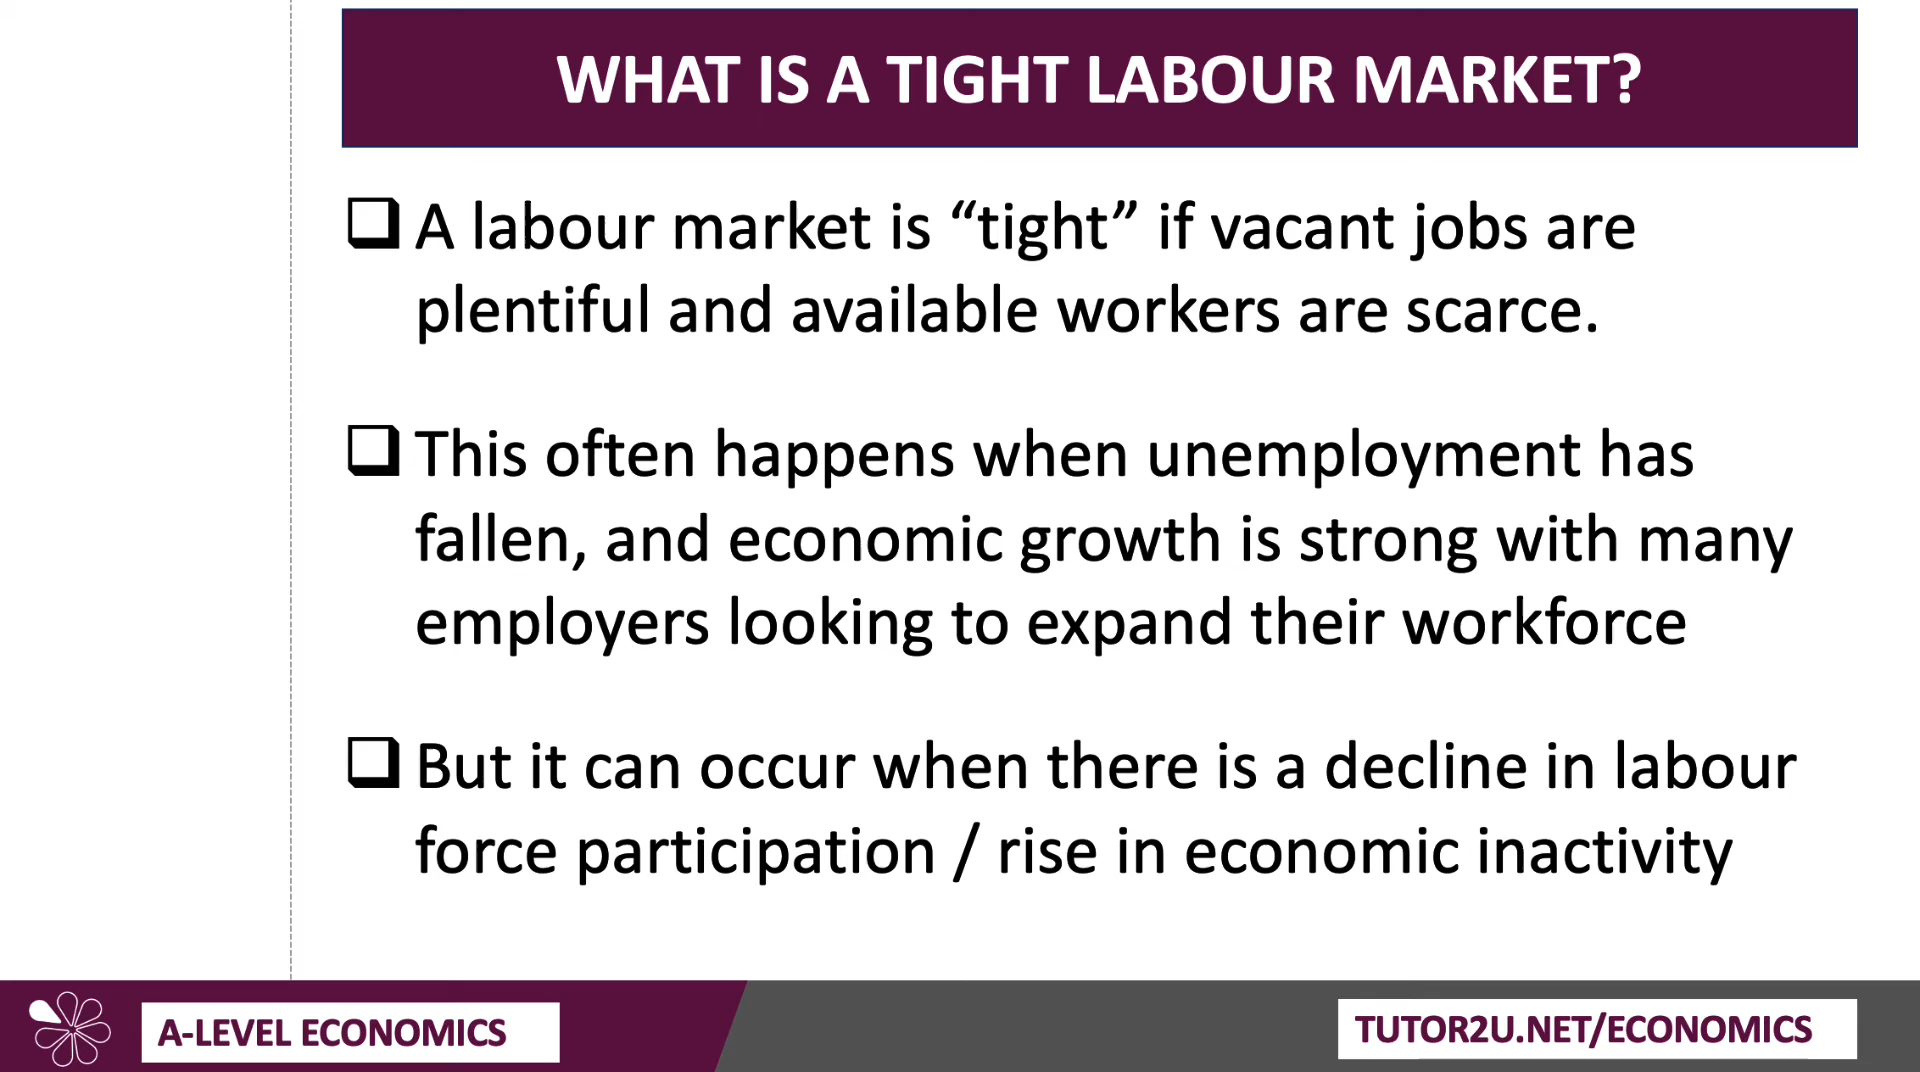 WHAT IS A TIGHT LABOUR MARKET?
A labour market is “tight” if vacant jobs are
plentiful and available workers are scarce.
This often happens when unemployment has
fallen, and economic growth is strong with many
employers looking to expand their workforce
But it can occur when there is a decline in labour
force participation / rise in economic inactivity
A-LEVEL ECONOMICS
TUTOR2U.NET/ECONOMICS